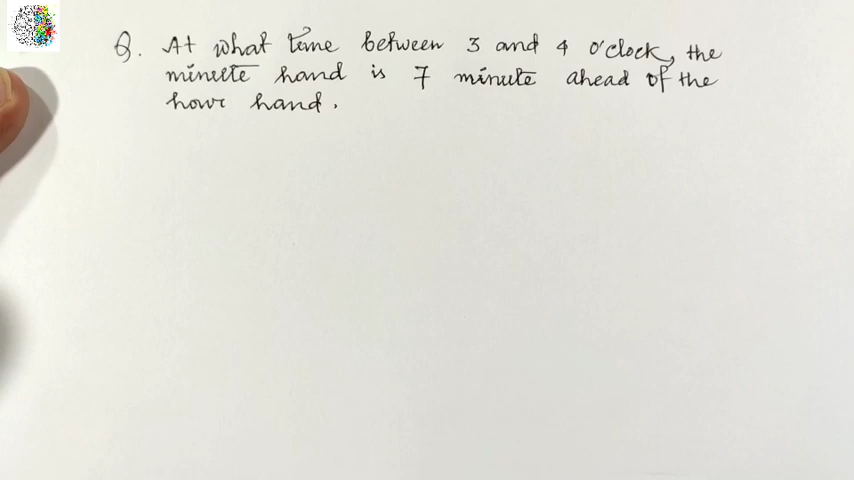 Q. At what time between 3 and 4 o'clock, the
minute hand is 7 minute ahead of the
hour hand.